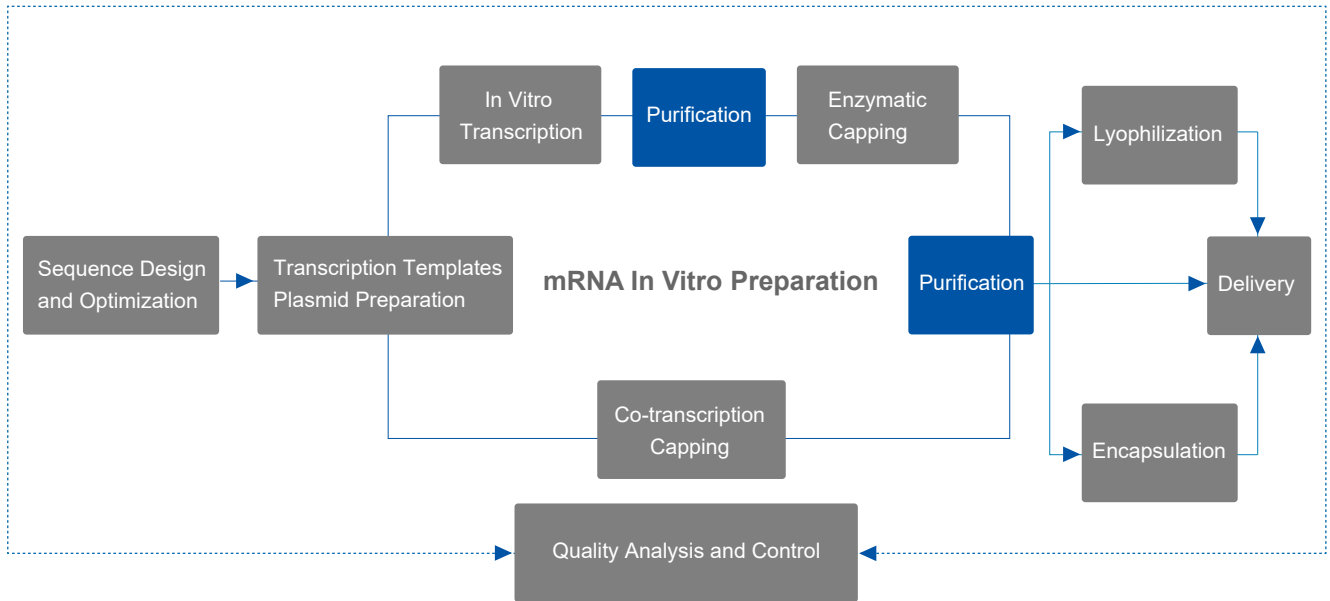 In Vitro
Transcription
Purification
Enzymatic
Capping
Lyophilization
Sequence Design
and Optimization
Transcription Templates
Plasmid Preparation
mRNA In Vitro Preparation
Purification
Delivery
Co-transcription
Capping
Encapsulation
Quality Analysis and Control